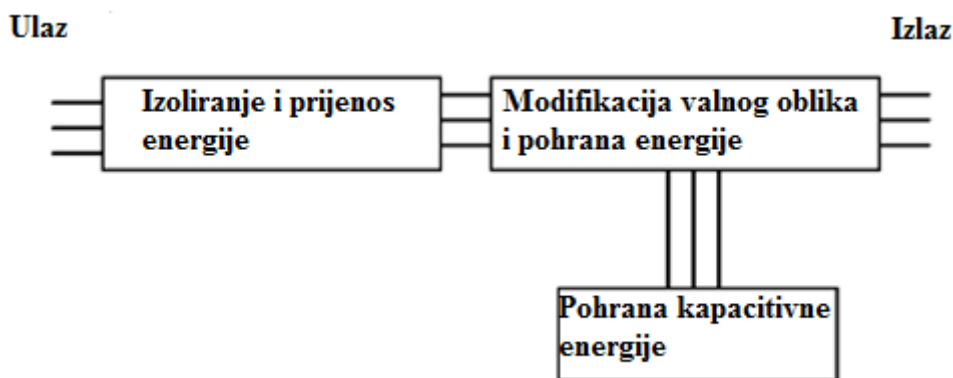 Ulaz
Izlaz
Izoliranje i prijenos
energije
Modifikacija valnog oblika
i pohrana energije
Pohrana kapacitivne
energije